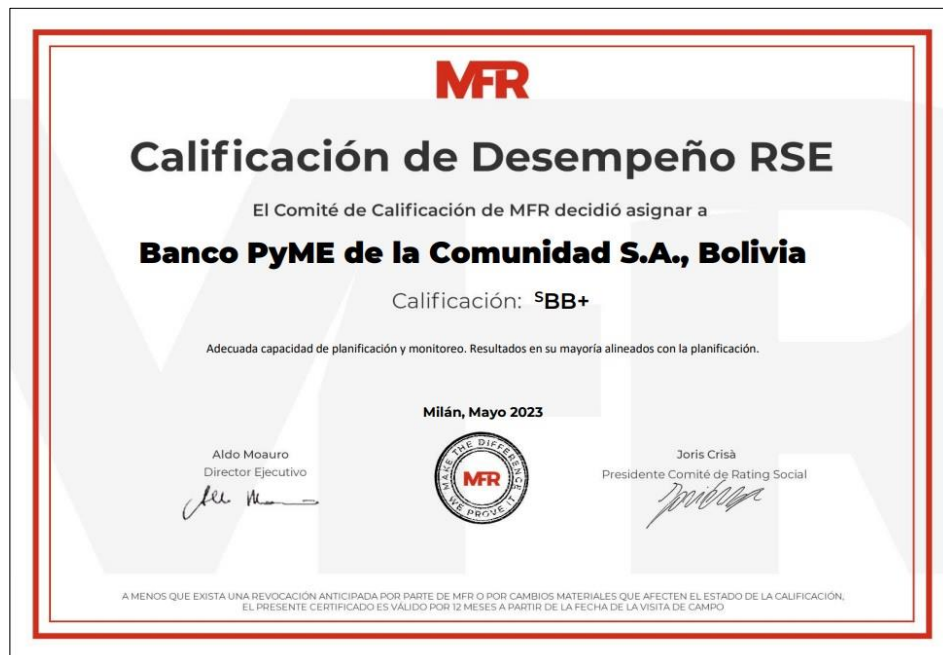 MFR
Calificación de Desempeño RSE
El Comité de Calificación de MFR decidió asignar a
Banco PyME de la Comunidad S.A., Bolivia
Calificación: ˢBB+
Adecuada capacidad de planificación y monitoreo. Resultados en su mayoría alineados con la planificación.
Milán, Mayo 2023
Aldo Moauro
Director Ejecutivo
MAKE THE DIFFERENCE
MFR
WE PROVE IT
Joris Crisà
Presidente Comité de Rating Social
A MENOS QUE EXISTA UNA REVOCACIÓN ANTICIPADA POR PARTE DE MFR O POR CAMBIOS MATERIALES QUE AFECTEN EL ESTADO DE LA CALIFICACIÓN,
EL PRESENTE CERTIFICADO ES VÁLIDO POR 12 MESES A PARTIR DE LA FECHA DE LA VISITA DE CAMPO